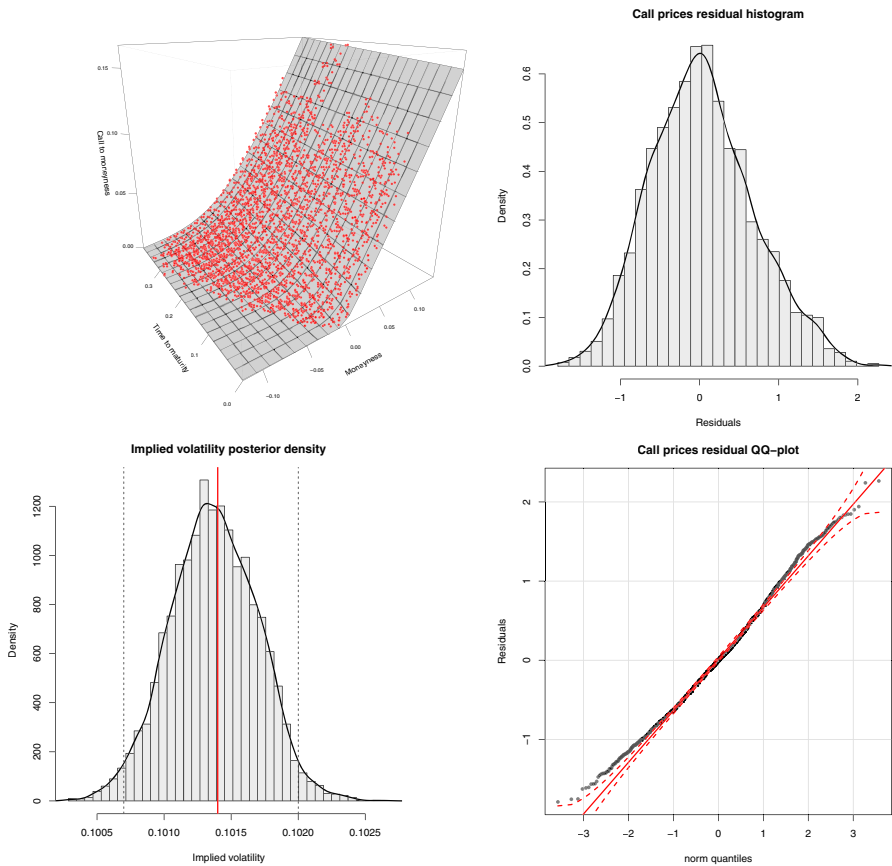 0.15
0.10
Call to moneyness
0.05
0.00
0.3
0.2
Time to maturity
0.1
0.0
−0.10
−0.05
0.00
Moneyness
0.05
0.10
Call prices residual histogram
0.6
0.5
0.4
Density
0.3
0.2
0.1
0.0
−1 0 1 2
Residuals
Implied volatility posterior density
1200
1000
800
Density
600
400
200
0
0.1005 0.1010 0.1015 0.1020 0.1025
Implied volatility
Call prices residual QQ−plot
2
1
Residuals
0
−1
−3 −2 −1 0 1 2 3
norm quantiles